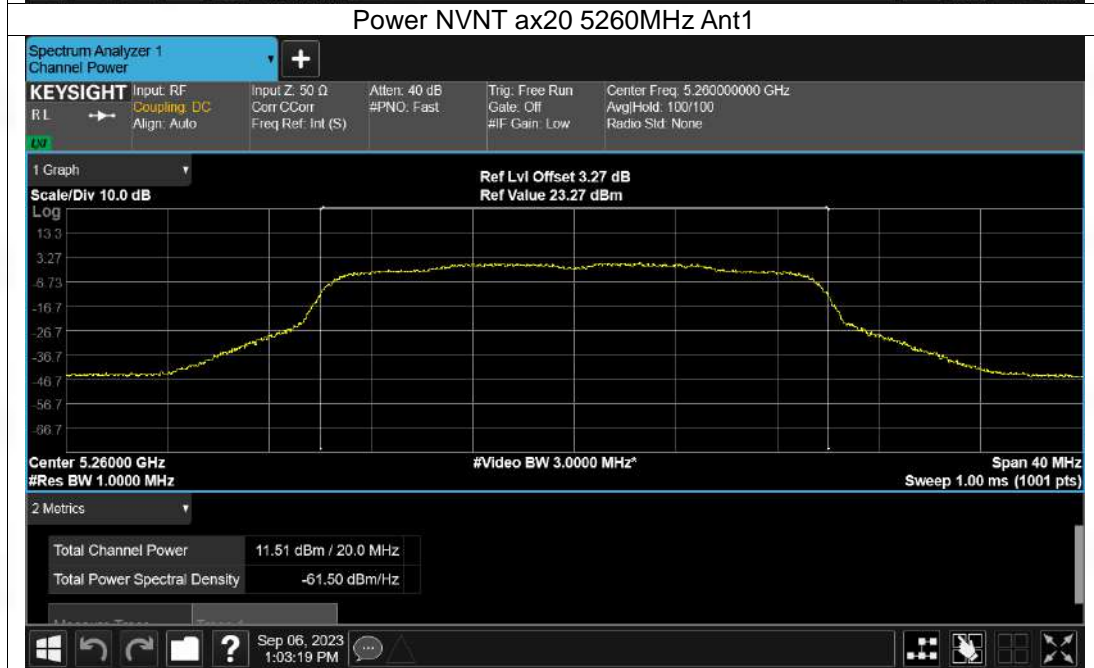 Power NVNT ax20 5260MHz Ant1
Spectrum Analyzer 1
Channel Power
+
KEYSIGHT Input: RF Input Z: 50 Ω Atten: 40 dB Trig: Free Run Center Freq: 5.260000000 GHz
RL Coupling: DC Corr CCorr #PNO: Fast Gate: Off Avg|Hold: 100/100
Align: Auto Freq Ref: Int (S) #IF Gain: Low Radio Std: None
LXI
1 Graph
Ref Lvl Offset 3.27 dB
Scale/Div 10.0 dB Ref Value 23.27 dBm
Log
13.3
3.27
-6.73
-16.7
-26.7
-36.7
-46.7
-56.7
-66.7
Center 5.26000 GHz #Video BW 3.0000 MHz* Span 40 MHz
#Res BW 1.0000 MHz Sweep 1.00 ms (1001 pts)
2 Metrics
Total Channel Power 11.51 dBm / 20.0 MHz
Total Power Spectral Density -61.50 dBm/Hz
? Sep 06, 2023
1:03:19 PM